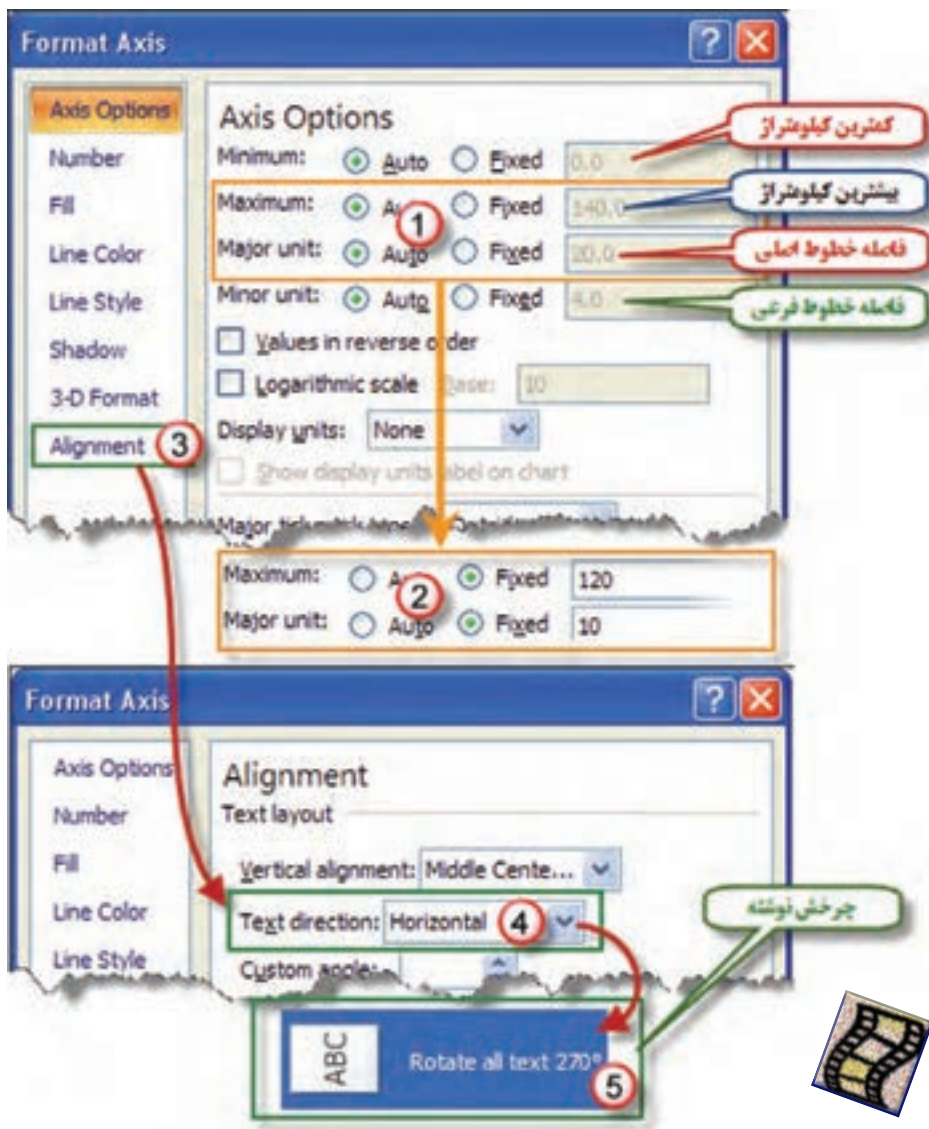 Format Axis
Axis Options
Number
Fill
Line Color
Line Style
Shadow
3-D Format
Alignment 3
Axis Options
Minimum: Auto Fixed 0.0
Maximum: Fixed 140.0
1
Major unit: Auto Fixed 20.0
Minor unit: Auto Fixed 4.0
Values in reverse order
Logarithmic scale Base: 10
Display units: None
Show display units label on chart
کمترین کیلومتراژ
بیشترین کیلومتراژ
فاصله خطوط اصلی
فاصله خطوط فرعی
Maximum: Fixed 120
2
Major unit: Auto Fixed 10
Format Axis
Axis Options
Number
Fill
Line Color
Line Style
Alignment
Text layout
Vertical alignment: Middle Cente...
Text direction: Horizontal 4
Custom angle:
چرخش نوشته
ABC Rotate all text 270°
5